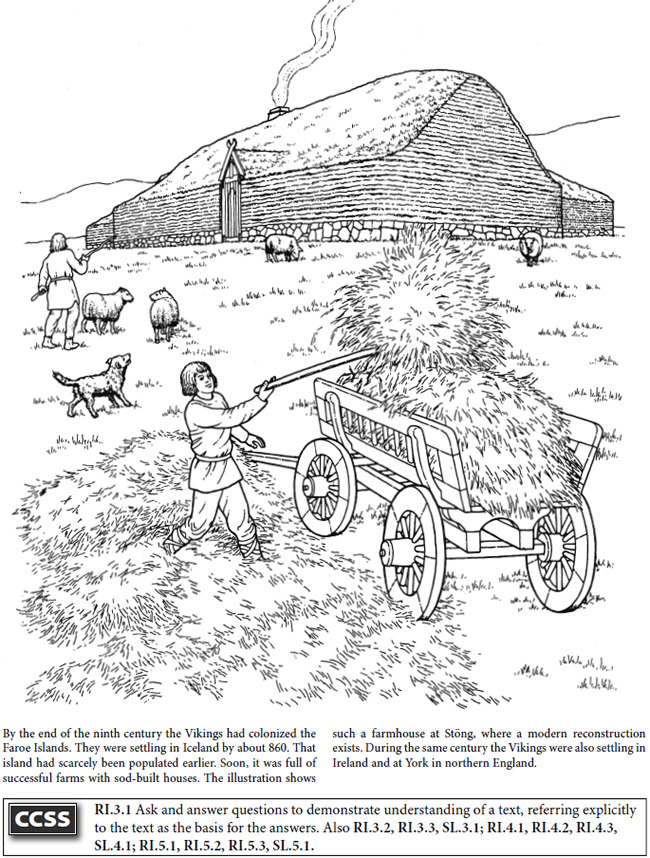 By the end of the ninth century the Vikings had colonized the
Faroe Islands. They were settling in Iceland by about 860. That
island had scarcely been populated earlier. Soon, it was full of
successful farms with sod-built houses. The illustration shows
such a farmhouse at Stöng, where a modern reconstruction
exists. During the same century the Vikings were also settling in
Ireland and at York in northern England.
CCSS
RI.3.1 Ask and answer questions to demonstrate understanding of a text, referring explicitly
to the text as the basis for the answers. Also RI.3.2, RI.3.3, SL.3.1; RI.4.1, RI.4.2, RI.4.3,
SL.4.1; RI.5.1, RI.5.2, RI.5.3, SL.5.1.